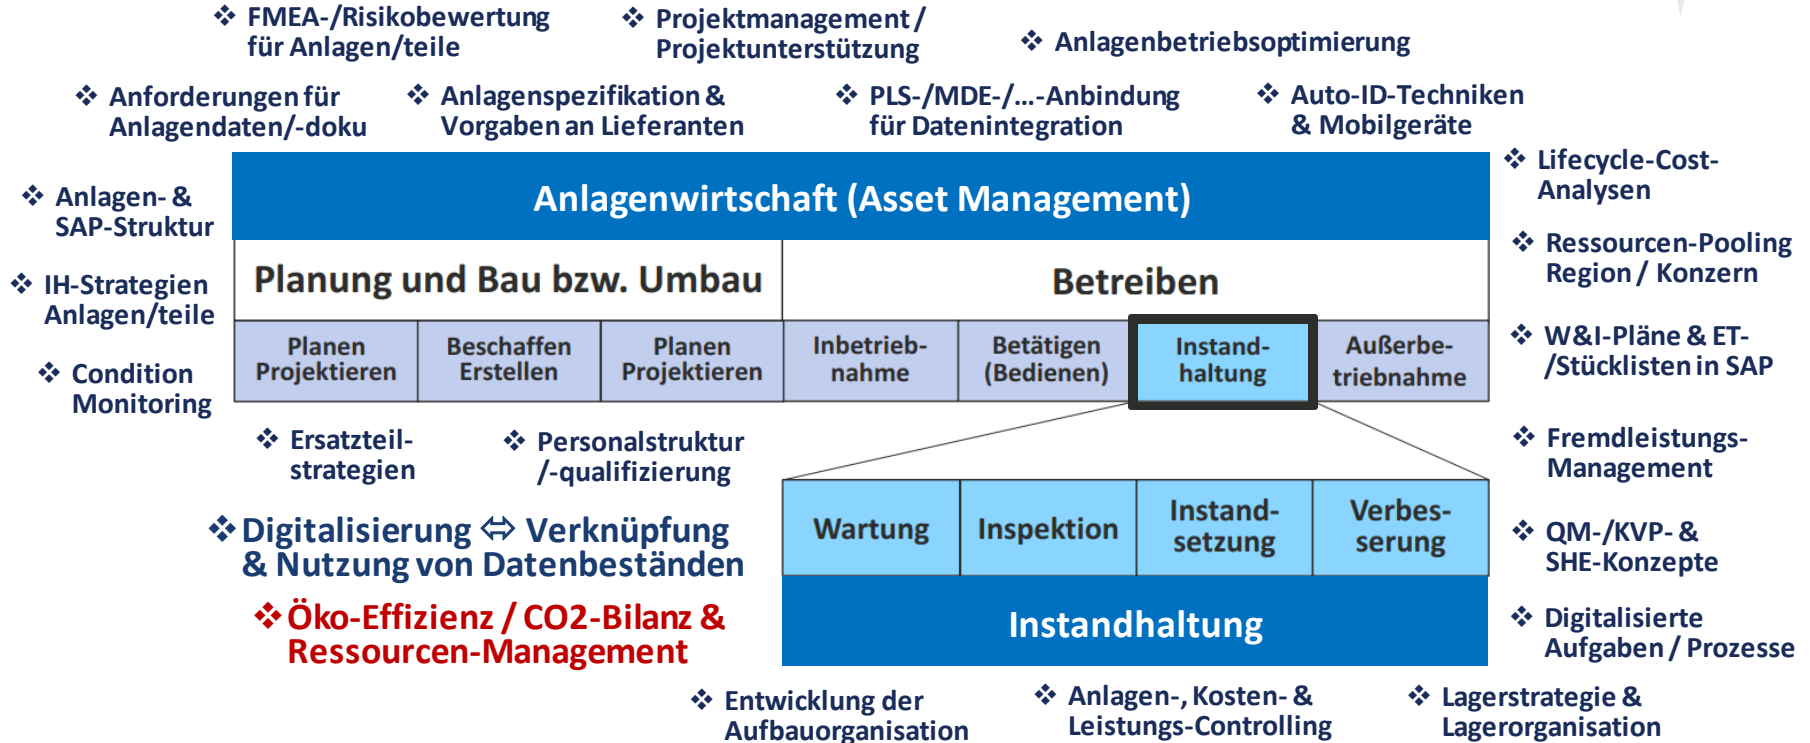 ❖ FMEA-/Risikobewertung
für Anlagen/teile
❖ Projektmanagement /
Projektunterstützung
❖ Anlagenbetriebsoptimierung
❖ Anforderungen für
Anlagendaten/-doku
❖ Anlagenspezifikation &
Vorgaben an Lieferanten
❖ PLS-/MDE-/...-Anbindung
für Datenintegration
❖ Auto-ID-Techniken
& Mobilgeräte
❖ Anlagen- &
SAP-Struktur
❖ IH-Strategien
Anlagen/teile
❖ Condition
Monitoring
Anlagenwirtschaft (Asset Management)
Planung und Bau bzw. Umbau
Betreiben
Planen
Projektieren
Beschaffen
Erstellen
Planen
Projektieren
Inbetrieb-
nahme
Betätigen
(Bedienen)
Instand-
haltung
Außerbe-
triebnahme
❖ Lifecycle-Cost-
Analysen
❖ Ressourcen-Pooling
Region / Konzern
❖ W&I-Pläne & ET-
/Stücklisten in SAP
❖ Fremdleistungs-
Management
❖ QM-/KVP- &
SHE-Konzepte
❖ Digitalisierte
Aufgaben / Prozesse
❖ Ersatzteil-
strategien
❖ Personalstruktur
/-qualifizierung
❖ Digitalisierung ⇔ Verknüpfung
& Nutzung von Datenbeständen
❖ Öko-Effizienz / CO2-Bilanz &
Ressourcen-Management
Wartung
Inspektion
Instand-
setzung
Verbes-
serung
Instandhaltung
❖ Entwicklung der
Aufbauorganisation
❖ Anlagen-, Kosten- &
Leistungs-Controlling
❖ Lagerstrategie &
Lagerorganisation